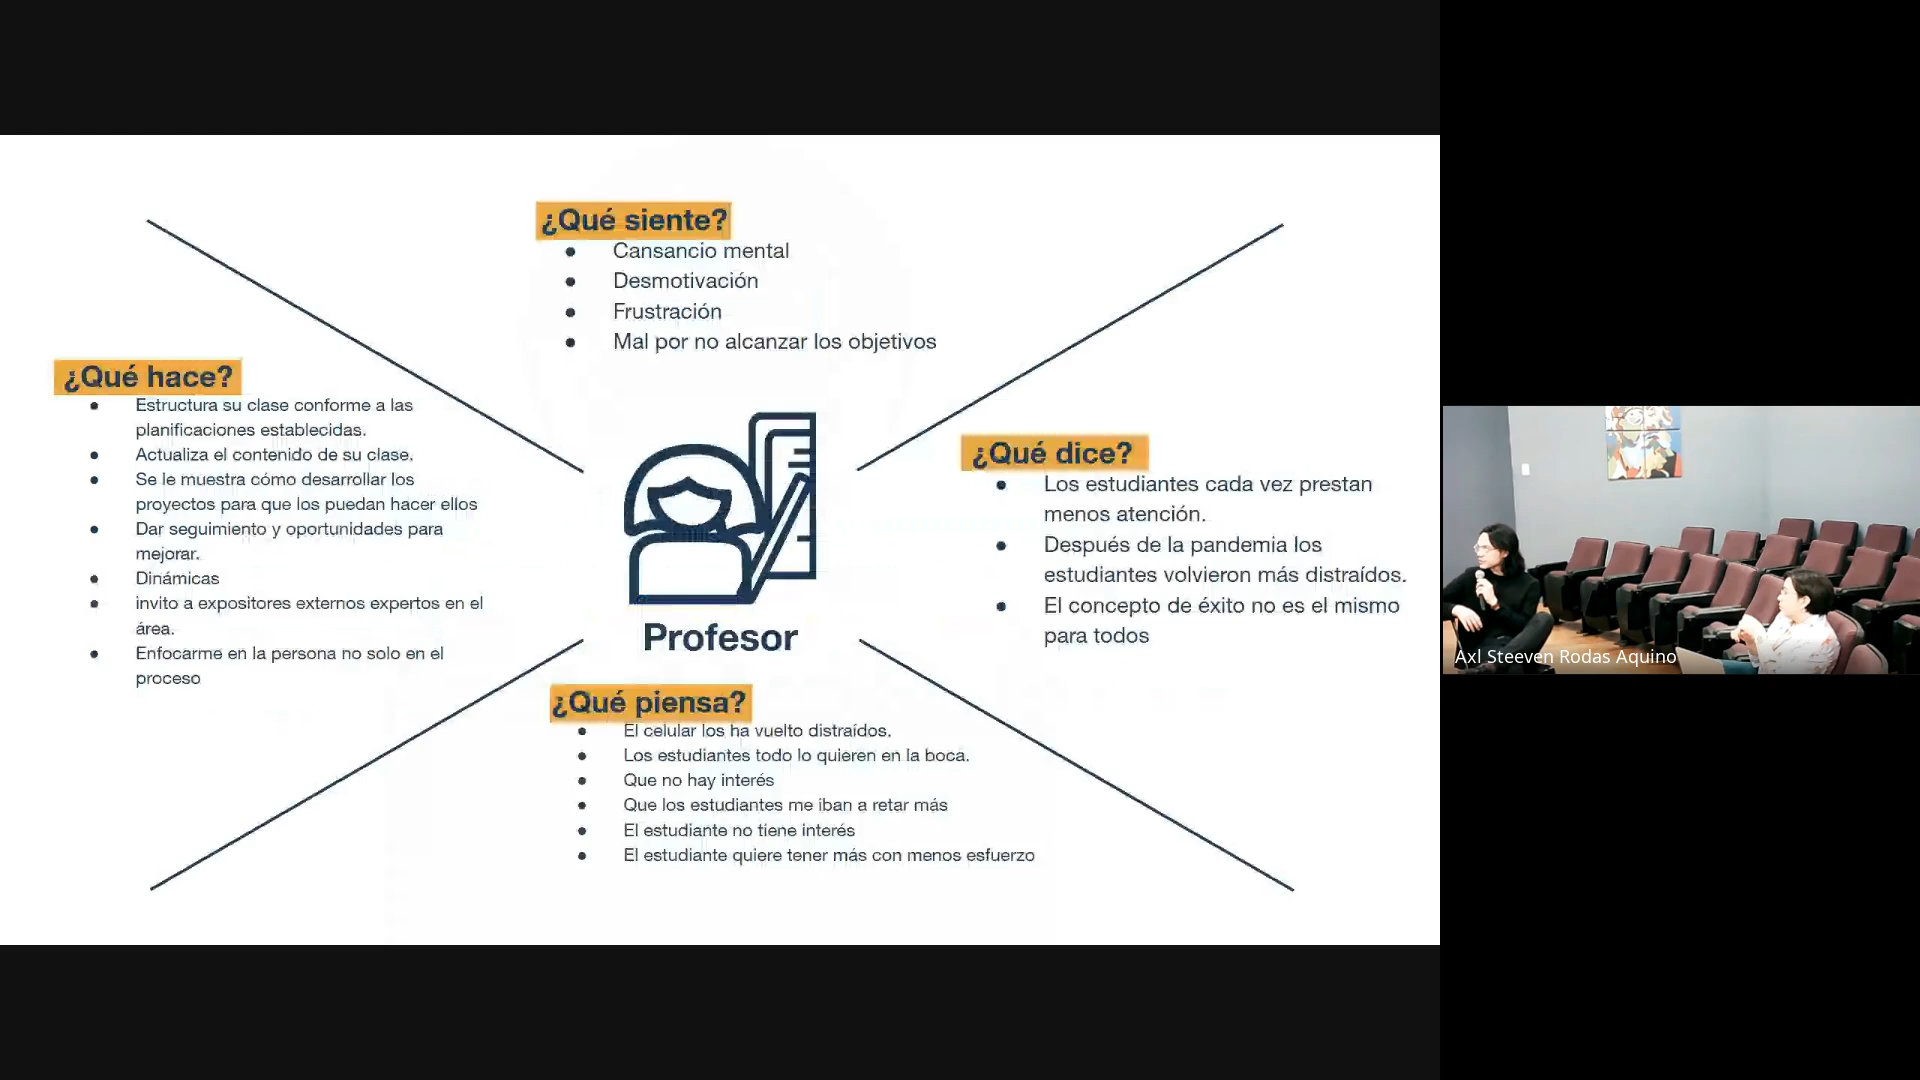 ¿Qué siente?
● Cansancio mental
● Desmotivación
● Frustración
● Mal por no alcanzar los objetivos
¿Qué hace?
● Estructura su clase conforme a las
planificaciones establecidas.
● Actualiza el contenido de su clase.
● Se le muestra cómo desarrollar los
proyectos para que los puedan hacer ellos
● Dar seguimiento y oportunidades para
mejorar.
● Dinámicas
● invito a expositores externos expertos en el
área.
● Enfocarme en la persona no solo en el
proceso
Profesor
¿Qué dice?
● Los estudiantes cada vez prestan
menos atención.
● Después de la pandemia los
estudiantes volvieron más distraídos.
● El concepto de éxito no es el mismo
para todos
¿Qué piensa?
● El celular los ha vuelto distraídos.
● Los estudiantes todo lo quieren en la boca.
● Que no hay interés
● Que los estudiantes me iban a retar más
● El estudiante no tiene interés
● El estudiante quiere tener más con menos esfuerzo
Axl Steeven Rodas Aquino